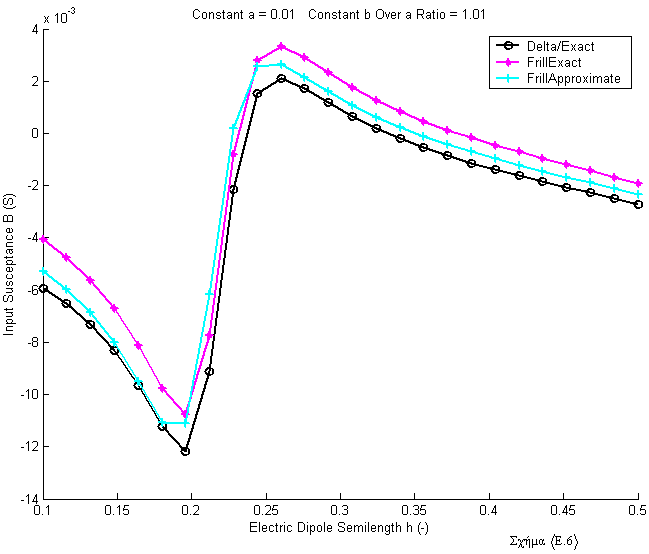 Constant a = 0.01 Constant b Over a Ratio = 1.01
x 10⁻³
Delta/Exact
FrillExact
FrillApproximate
4
2
0
-2
-4
-6
-8
-10
-12
-14
Input Susceptance B (S)
0.1 0.15 0.2 0.25 0.3 0.35 0.4 0.45 0.5
Electric Dipole Semilength h (-)
Σχήμα ⟨Ε.6⟩